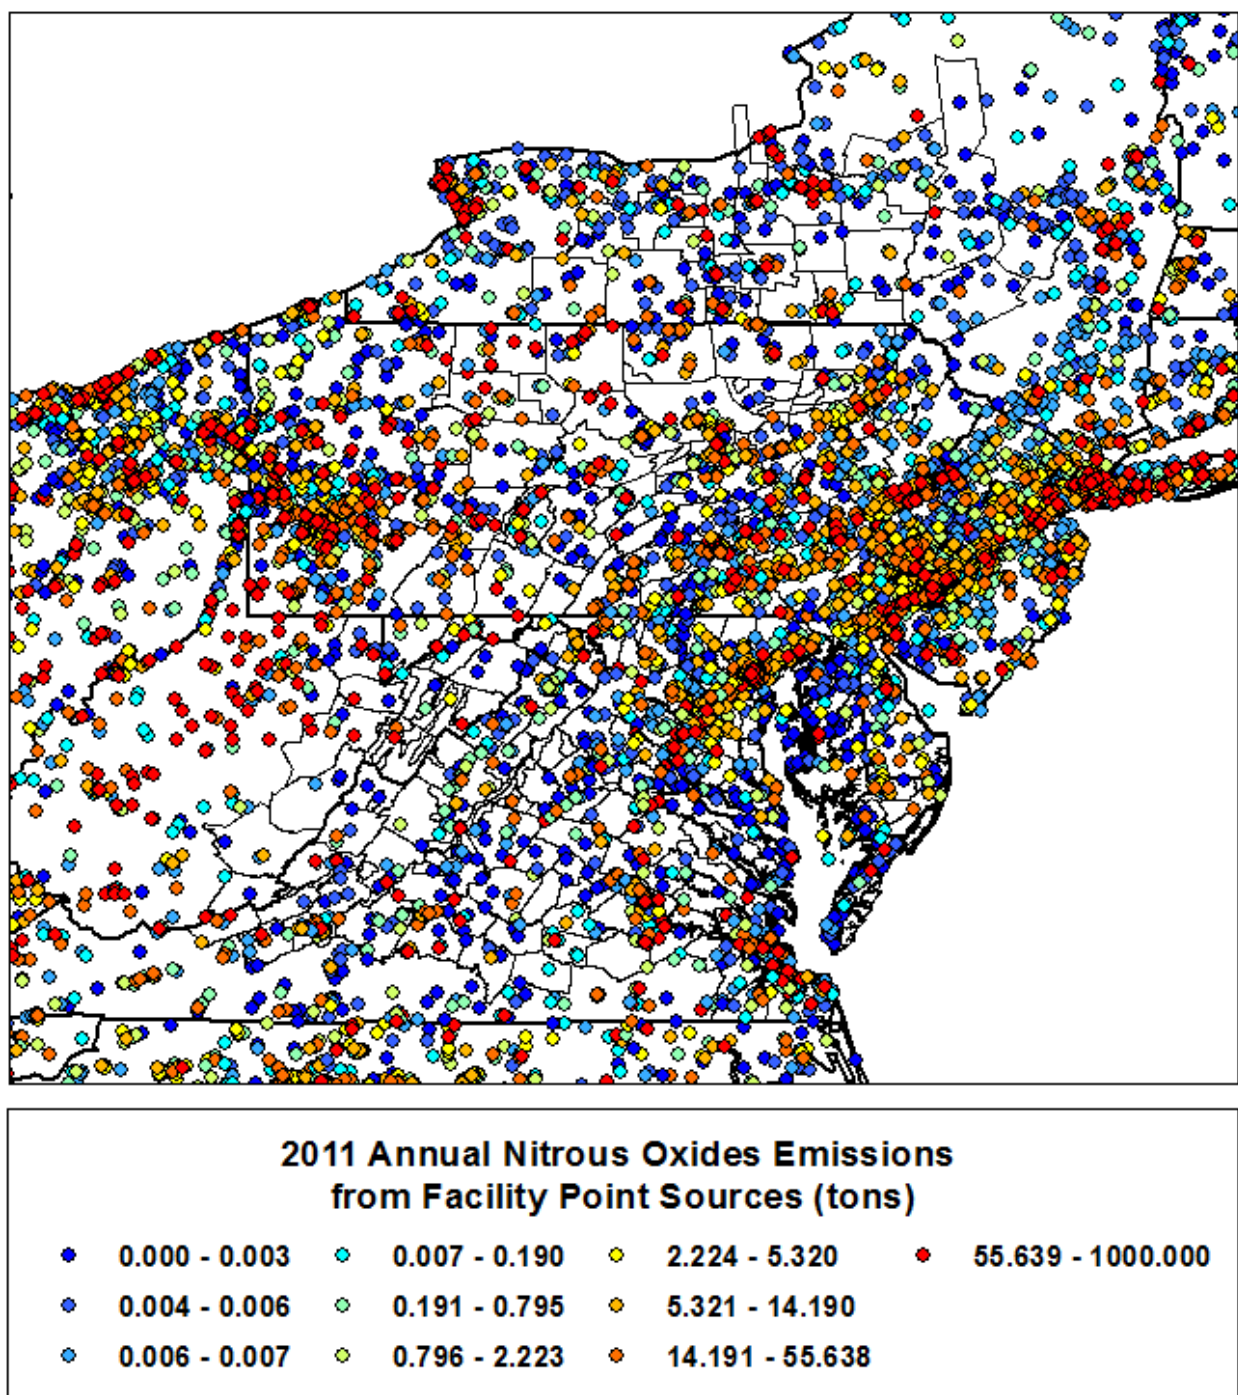 2011 Annual Nitrous Oxides Emissions
from Facility Point Sources (tons)
0.000 - 0.003
0.007 - 0.190
2.224 - 5.320
55.639 - 1000.000
0.004 - 0.006
0.191 - 0.795
5.321 - 14.190
0.006 - 0.007
0.796 - 2.223
14.191 - 55.638